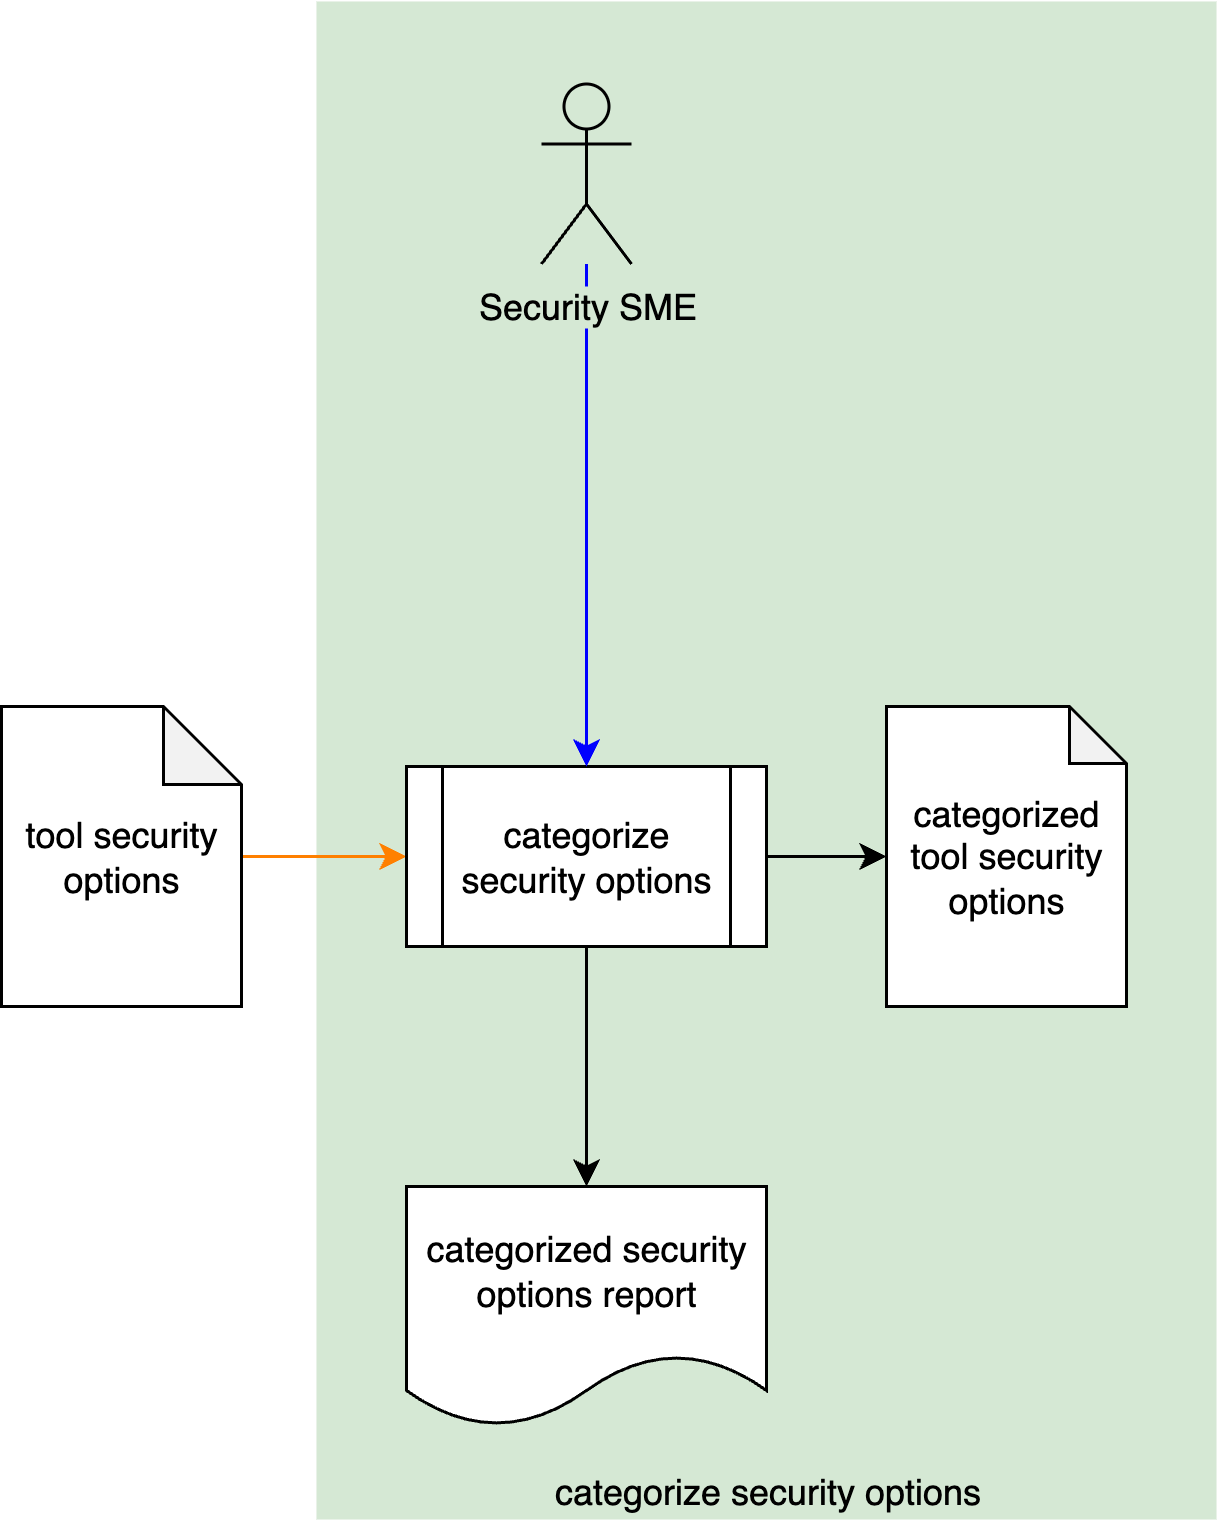 Security SME
tool security
options
categorize
security options
categorized
tool security
options
categorized security
options report
categorize security options